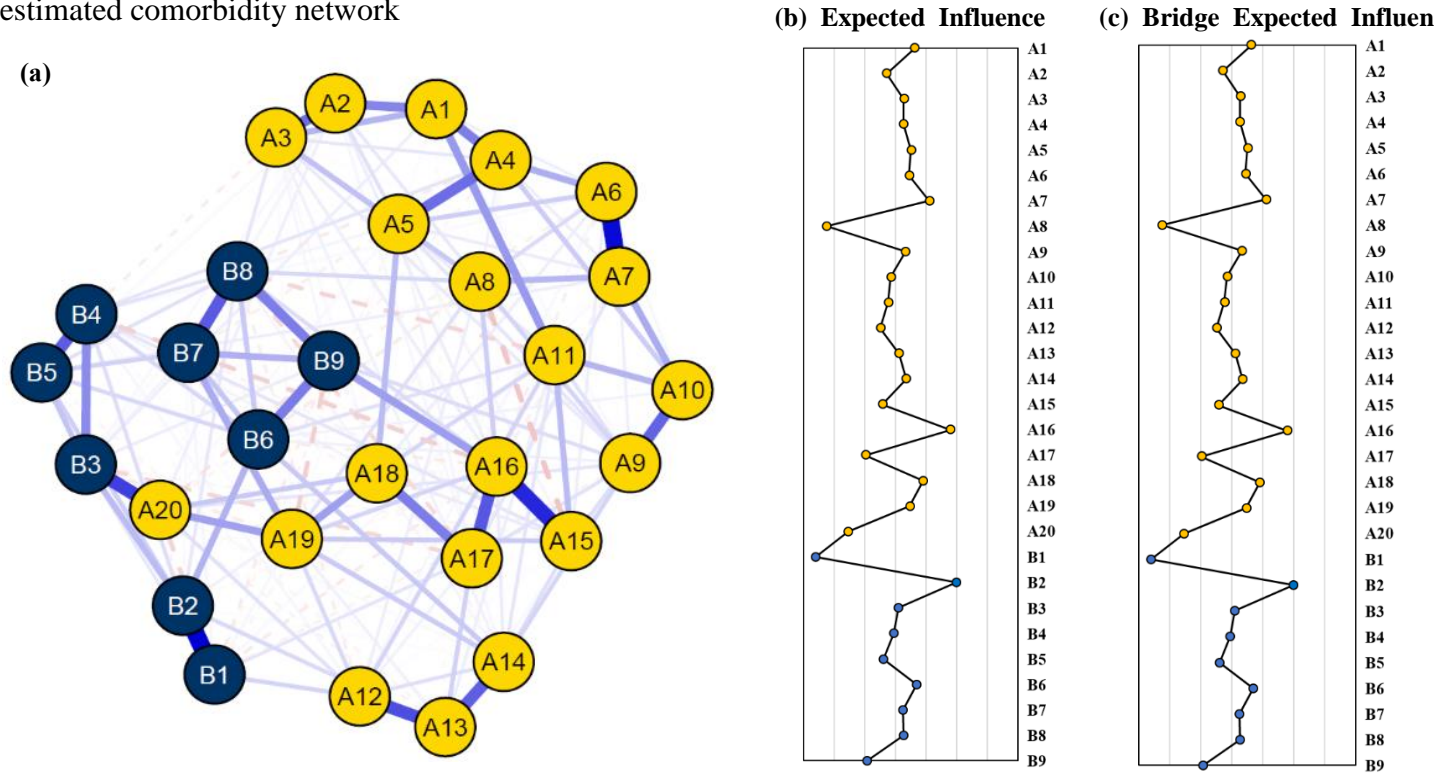 estimated comorbidity network
(a)
A2
A1
A3
A4
A6
A5
B8
A8
A7
B4
B7
B9
A11
B5
A10
B6
B3
A18
A16
A9
A20
A19
A17
A15
B2
B1
A14
A12
A13
(b) Expected Influence
A1
A2
A3
A4
A5
A6
A7
A8
A9
A10
A11
A12
A13
A14
A15
A16
A17
A18
A19
A20
B1
B2
B3
B4
B5
B6
B7
B8
B9
(c) Bridge Expected Influen
A1
A2
A3
A4
A5
A6
A7
A8
A9
A10
A11
A12
A13
A14
A15
A16
A17
A18
A19
A20
B1
B2
B3
B4
B5
B6
B7
B8
B9